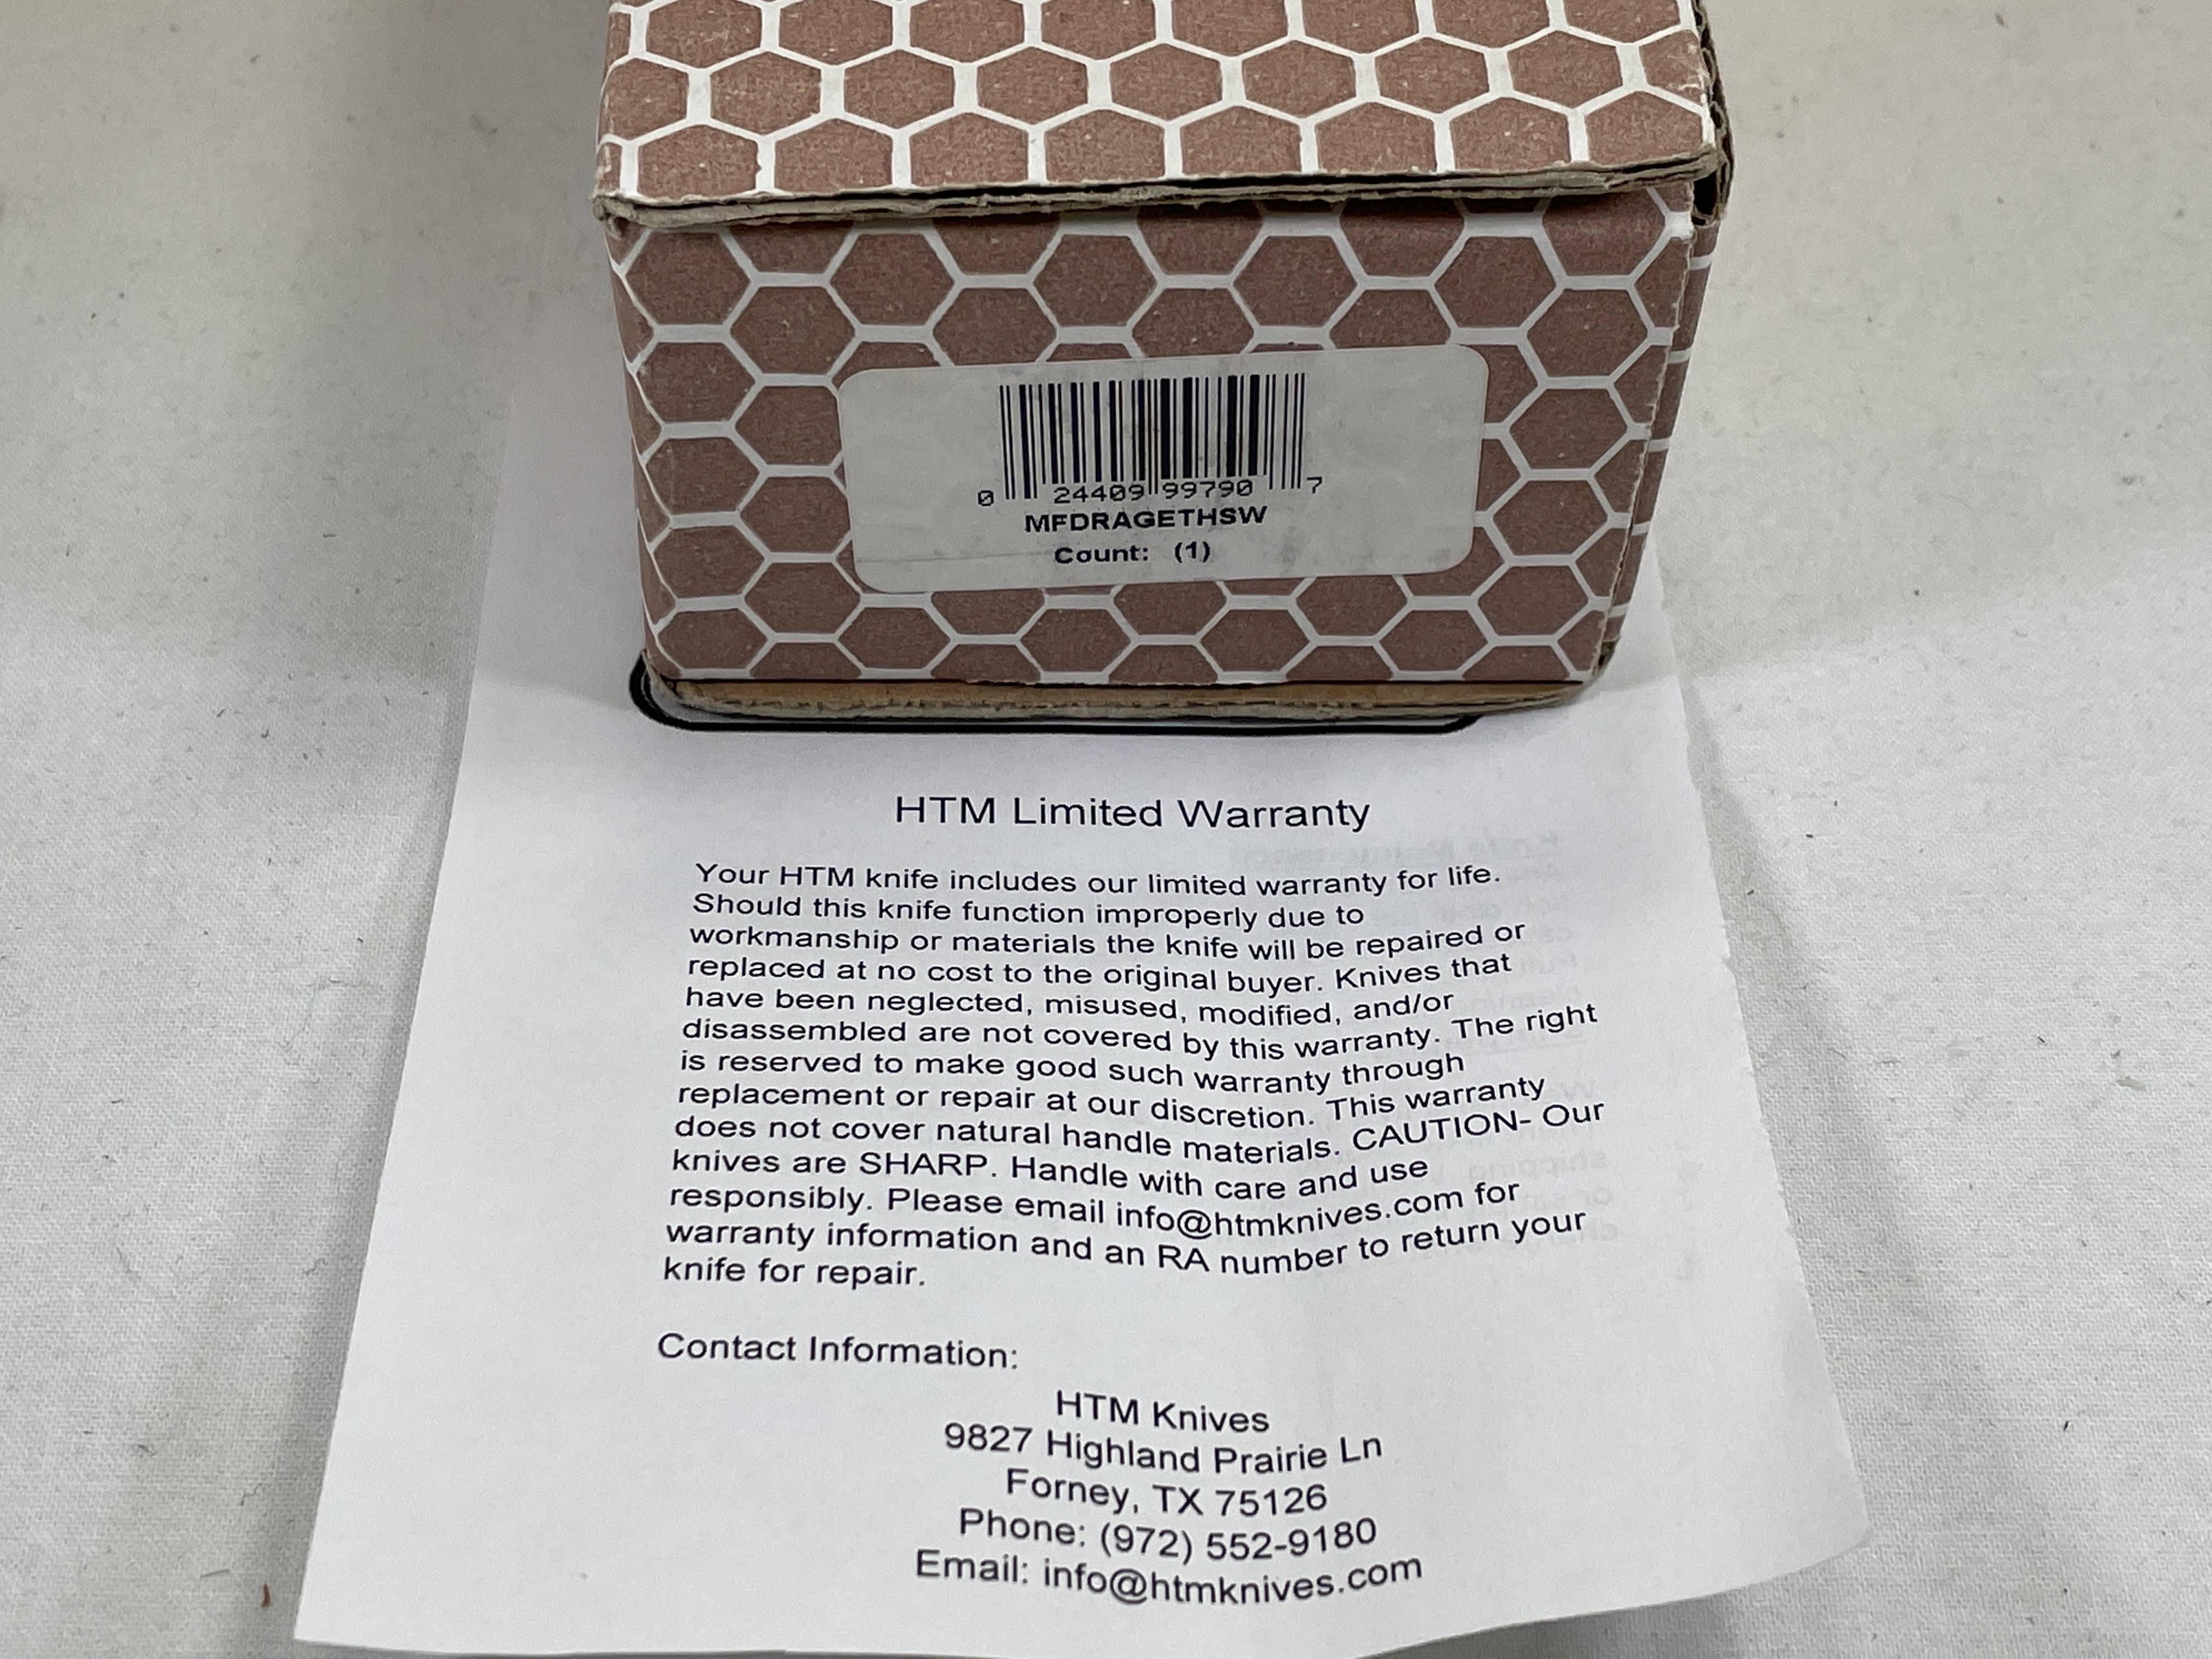 0 24409 99790 7
MFDRAGETHSW
Count: (1)
HTM Limited Warranty
Your HTM knife includes our limited warranty for life.
Should this knife function improperly due to
workmanship or materials the knife will be repaired or
replaced at no cost to the original buyer. Knives that
have been neglected, misused, modified, and/or
disassembled are not covered by this warranty. The right
is reserved to make good such warranty through
replacement or repair at our discretion. This warranty
does not cover natural handle materials. CAUTION- Our
knives are SHARP. Handle with care and use
responsibly. Please email info@htmknives.com for
warranty information and an RA number to return your
knife for repair.
Contact Information:
HTM Knives
9827 Highland Prairie Ln
Forney, TX 75126
Phone: (972) 552-9180
Email: info@htmknives.com